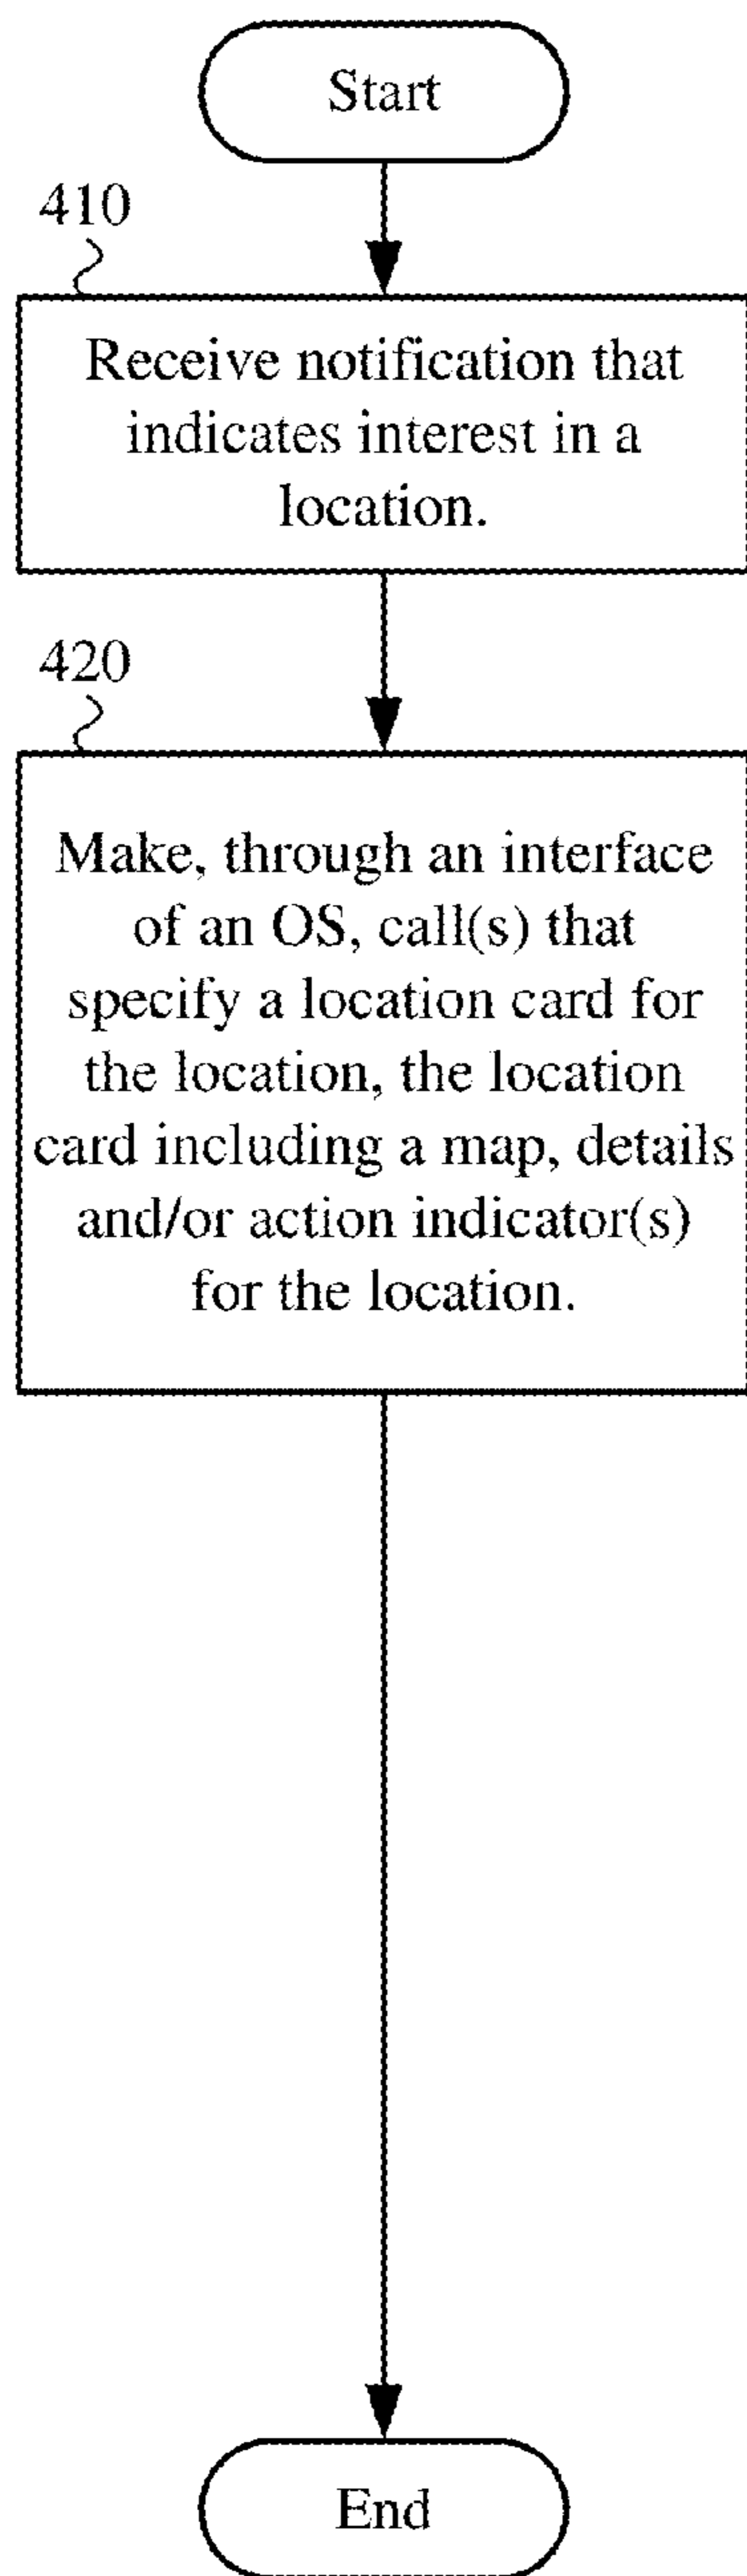 Start
410
Receive notification that
indicates interest in a
location.
420
Make, through an interface
of an OS, call(s) that
specify a location card for
the location, the location
card including a map, details
and/or action indicator(s)
for the location.
End